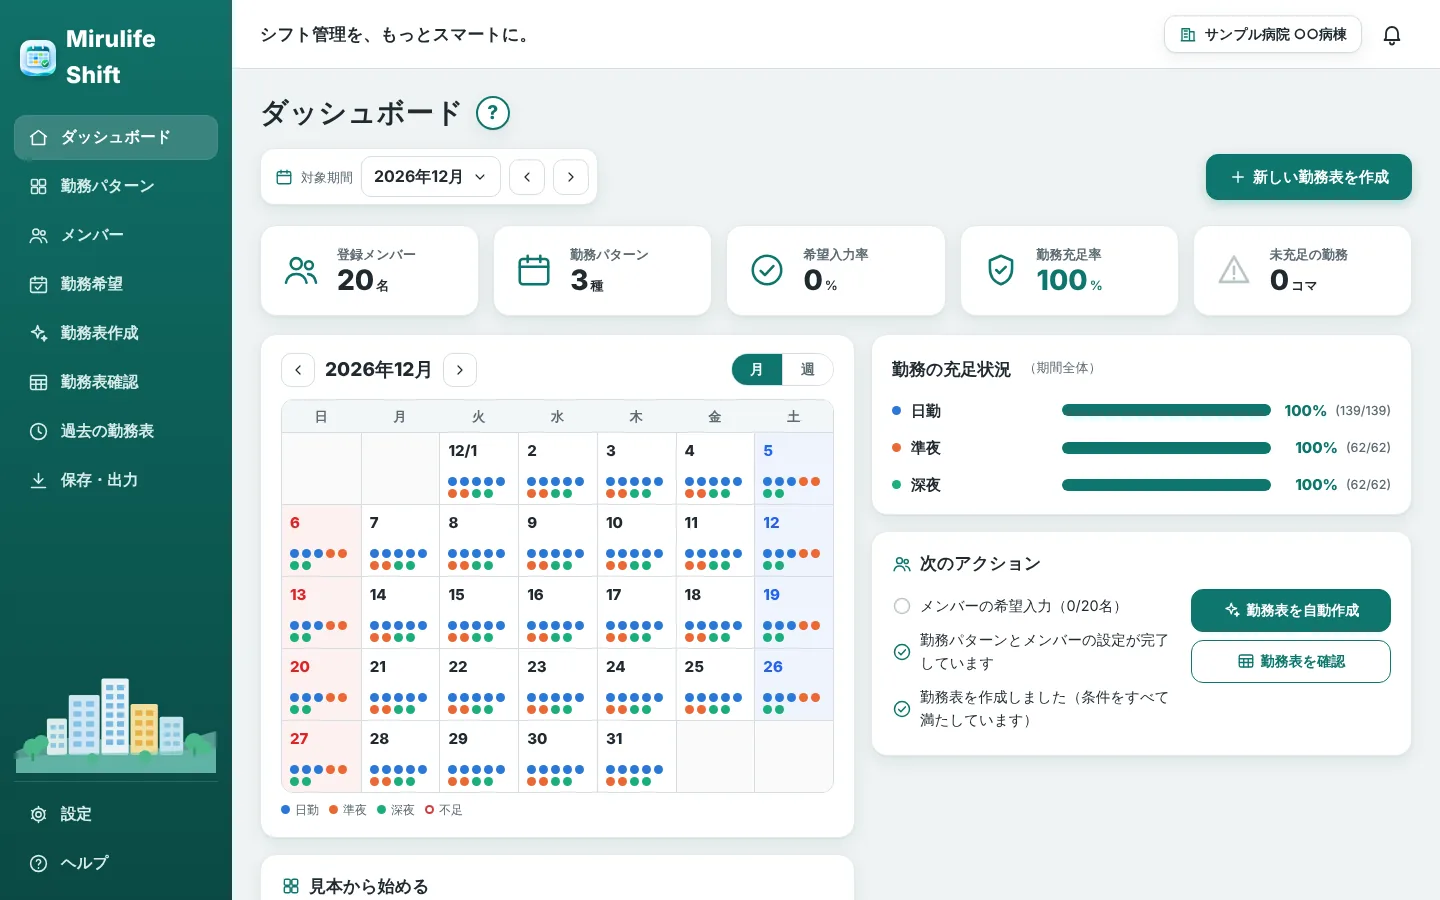 Mirulife
Shift
ダッシュボード
勤務パターン
メンバー
勤務希望
勤務表作成
勤務表確認
過去の勤務表
保存・出力
設定
ヘルプ
シフト管理を、もっとスマートに。
サンプル病院 〇〇病棟
ダッシュボード ?
対象期間 2026年12月
新しい勤務表を作成
登録メンバー
20名
勤務パターン
3種
希望入力率
0%
勤務充足率
100%
未充足の勤務
0コマ
2026年12月
月 週
日 月 火 水 木 金 土
12/1 2 3 4 5
6 7 8 9 10 11 12
13 14 15 16 17 18 19
20 21 22 23 24 25 26
27 28 29 30 31
日勤 準夜 深夜 不足
見本から始める
勤務の充足状況 (期間全体)
日勤 100% (139/139)
準夜 100% (62/62)
深夜 100% (62/62)
次のアクション
メンバーの希望入力(0/20名)
勤務パターンとメンバーの設定が完了
しています
勤務表を作成しました(条件をすべて
満たしています)
勤務表を自動作成
勤務表を確認